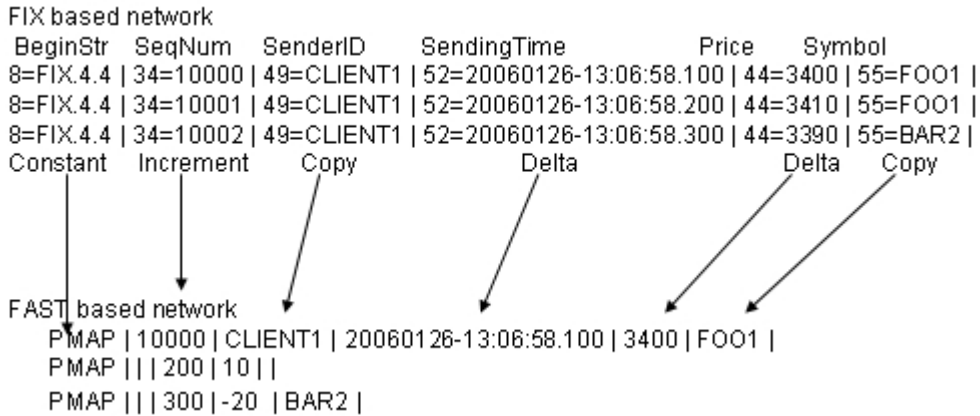 FIX based network
BeginStr SeqNum SenderID SendingTime Price Symbol
8=FIX.4.4 | 34=10000 | 49=CLIENT1 | 52=20060126-13:06:58.100 | 44=3400 | 55=FOO1 |
8=FIX.4.4 | 34=10001 | 49=CLIENT1 | 52=20060126-13:06:58.200 | 44=3410 | 55=FOO1 |
8=FIX.4.4 | 34=10002 | 49=CLIENT1 | 52=20060126-13:06:58.300 | 44=3390 | 55=BAR2 |
Constant Increment Copy Delta Delta Copy
FAST based network
PMAP | 10000 | CLIENT1 | 20060126-13:06:58.100 | 3400 | FOO1 |
PMAP | | | 200 | 10 | |
PMAP | | | 300 | -20 | BAR2 |